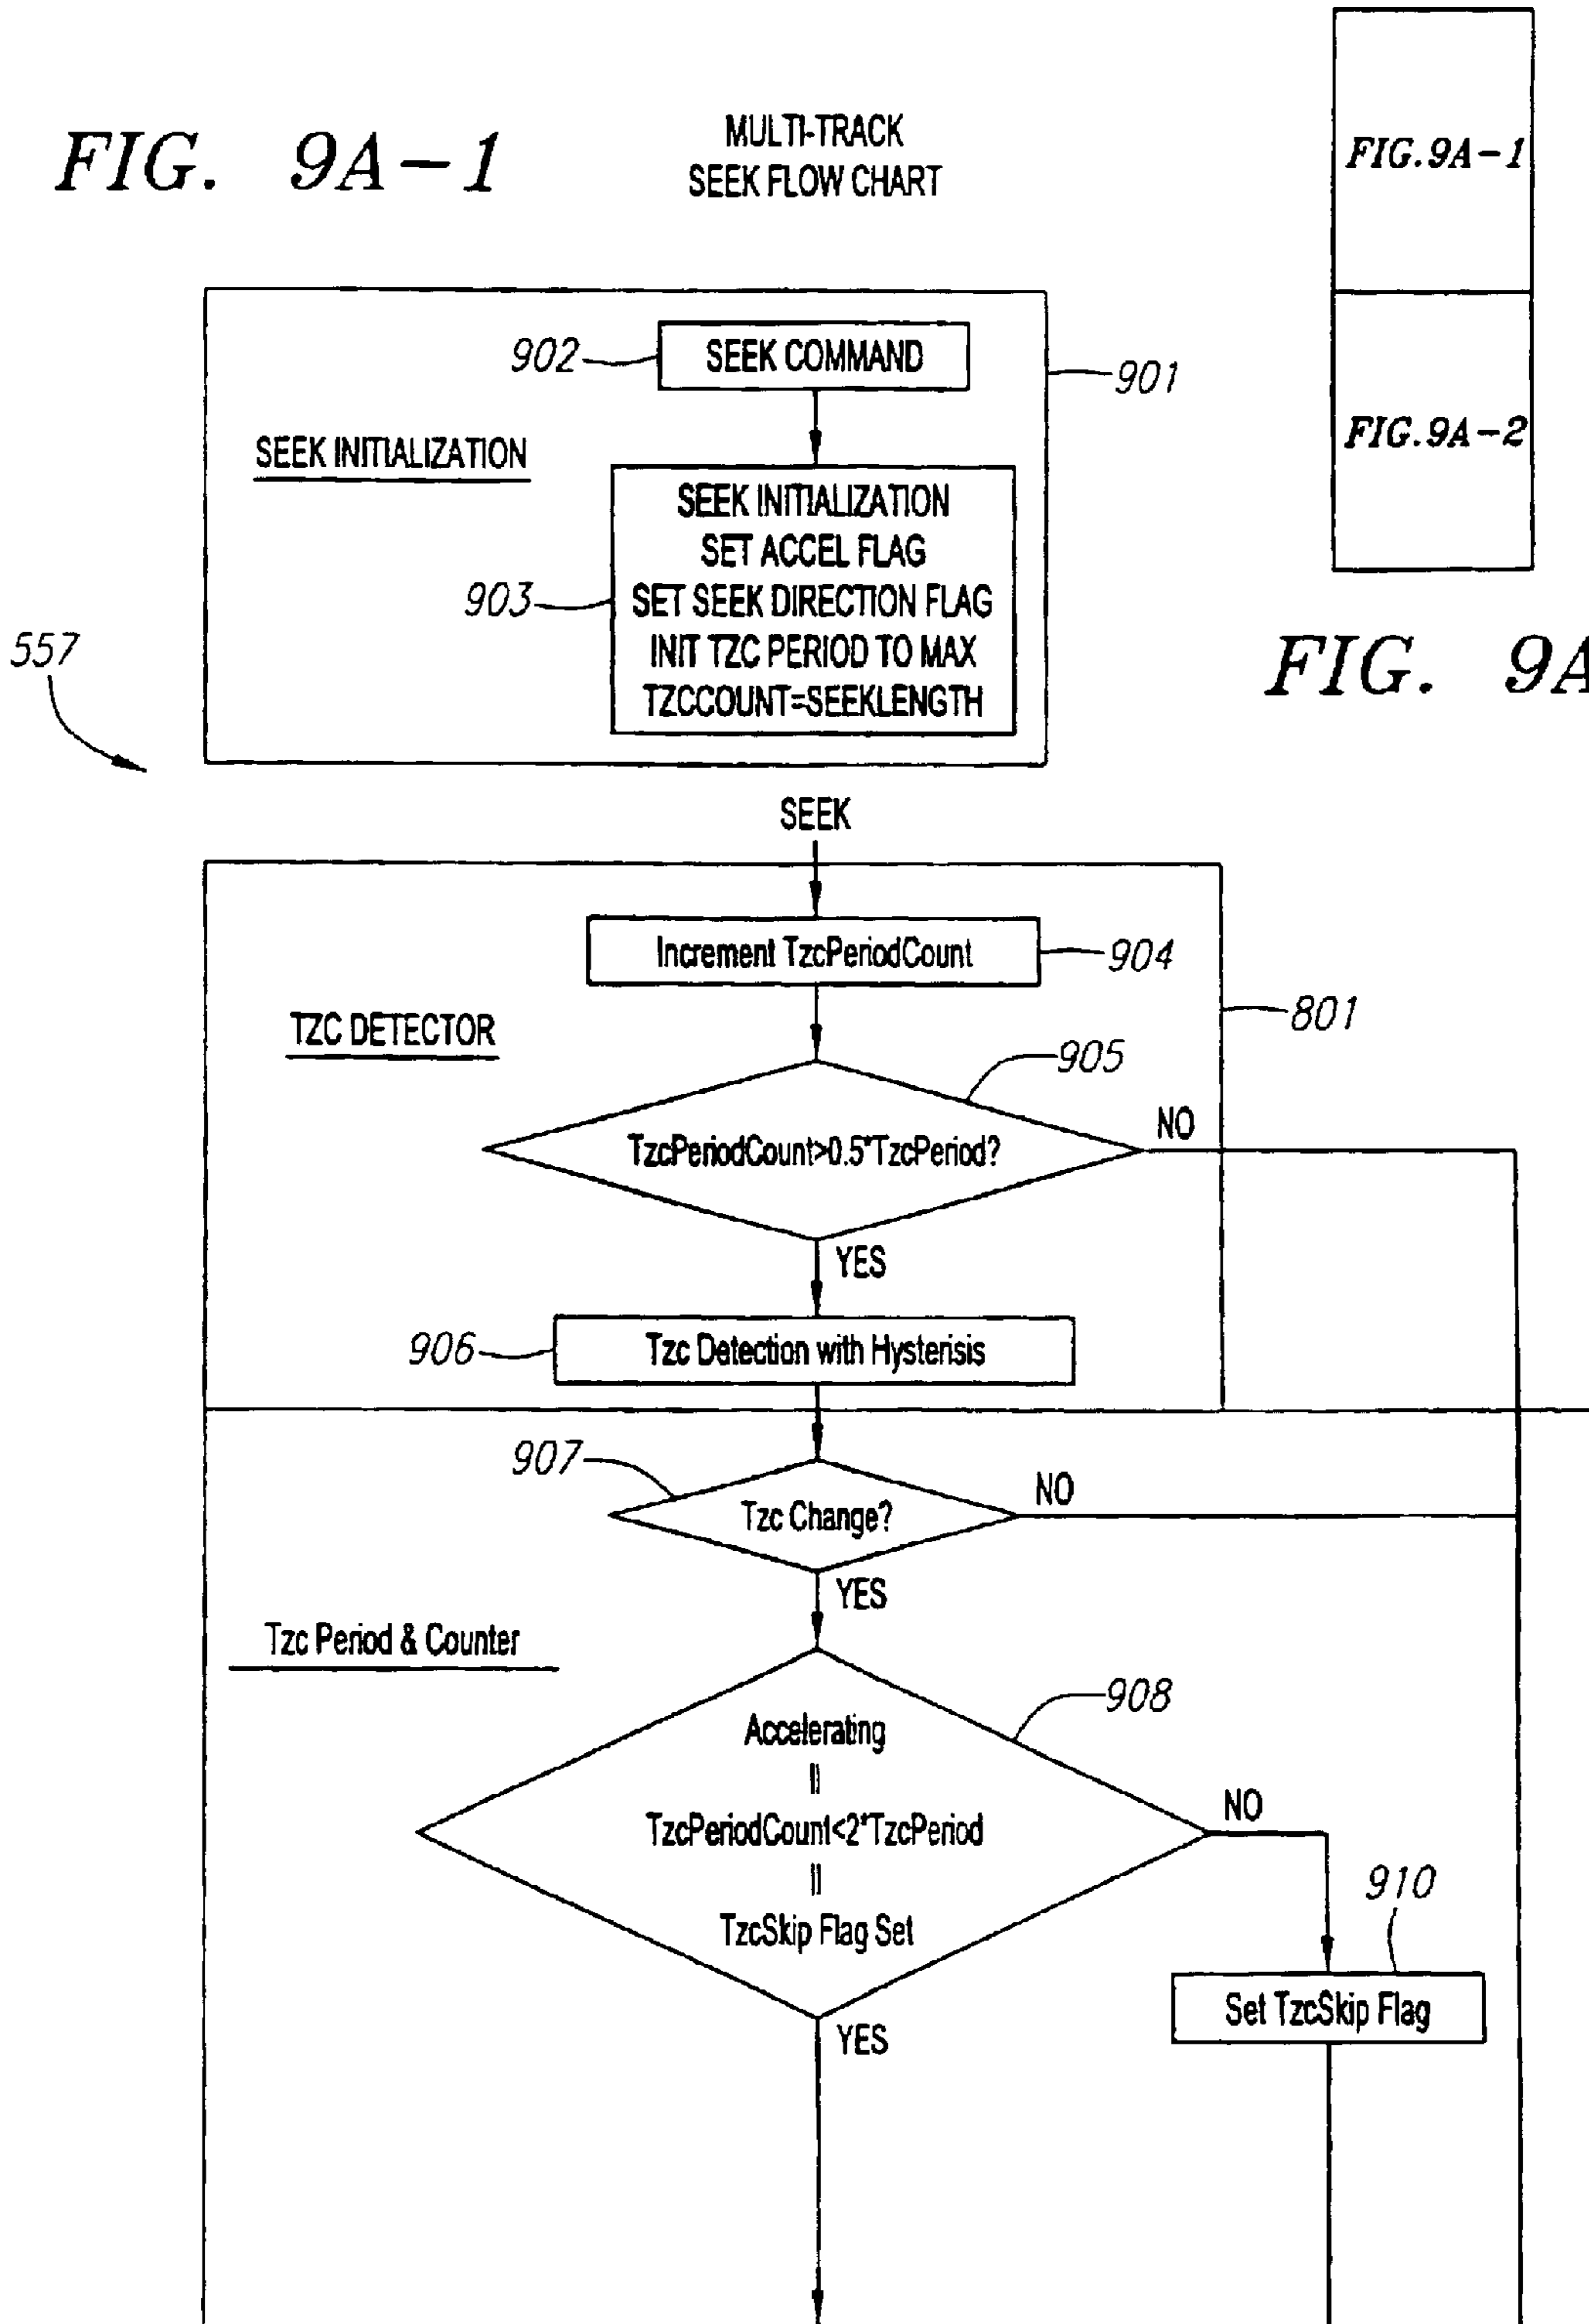 FIG. 9A-1
MULTI-TRACK
SEEK FLOW CHART
FIG.9A-1
FIG.9A-2
FIG. 9A
902
SEEK COMMAND
901
SEEK INITIALIZATION
903
SEEK INITIALIZATION
SET ACCEL FLAG
SET SEEK DIRECTION FLAG
INIT TZC PERIOD TO MAX
TZCCOUNT=SEEKLENGTH
557
SEEK
Increment TzcPeriodCount
904
TZC DETECTOR
801
905
TzcPeriodCount>0.5*TzcPeriod?
NO
YES
906
Tzc Detection with Hysterisis
907
Tzc Change?
NO
YES
Tzc Period & Counter
908
Accelerating
||
TzcPeriodCount<2*TzcPeriod
||
TzcSkip Flag Set
NO
910
Set TzcSkip Flag
YES